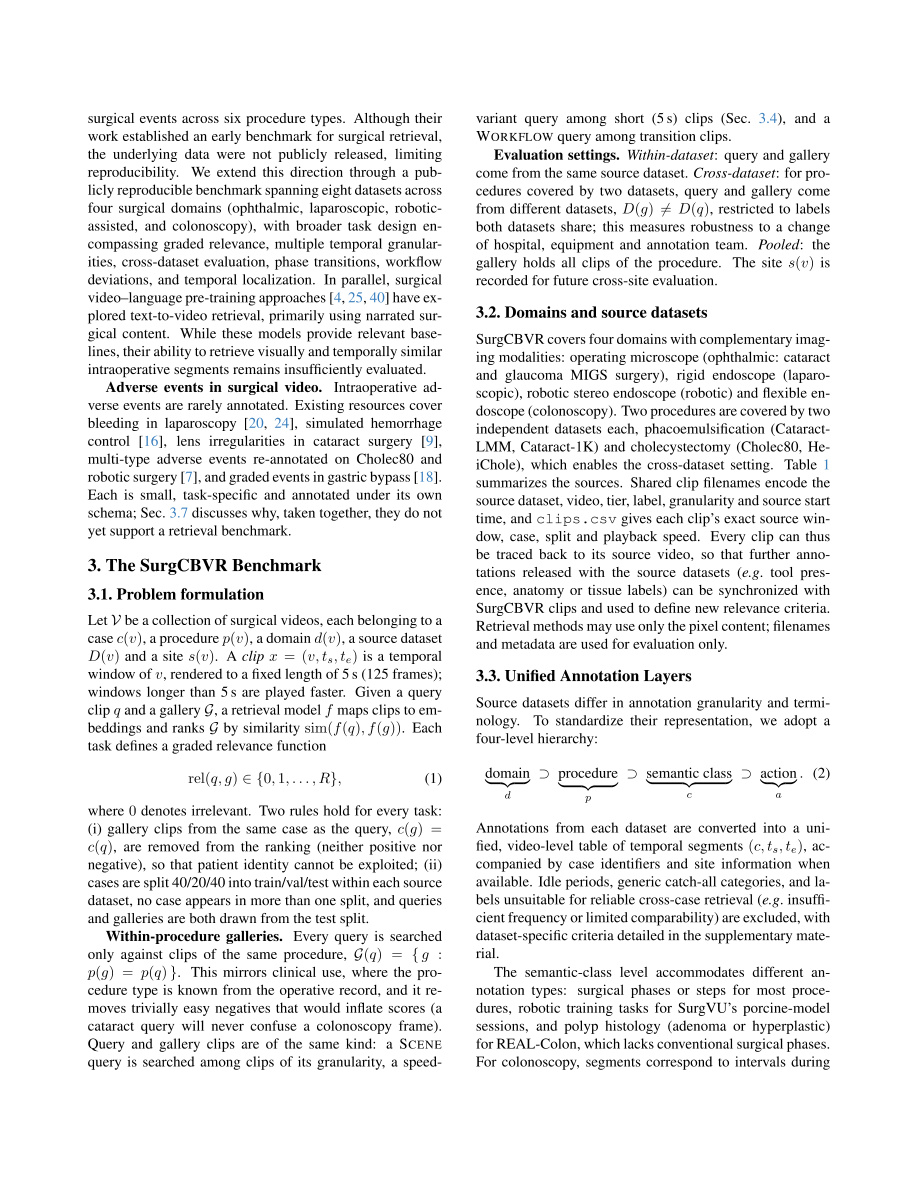 surgical events across six procedure types. Although their
work established an early benchmark for surgical retrieval,
the underlying data were not publicly released, limiting
reproducibility. We extend this direction through a pub-
licly reproducible benchmark spanning eight datasets across
four surgical domains (ophthalmic, laparoscopic, robotic-
assisted, and colonoscopy), with broader task design en-
compassing graded relevance, multiple temporal granular-
ities, cross-dataset evaluation, phase transitions, workflow
deviations, and temporal localization. In parallel, surgical
video–language pre-training approaches [4, 25, 40] have ex-
plored text-to-video retrieval, primarily using narrated sur-
gical content. While these models provide relevant base-
lines, their ability to retrieve visually and temporally similar
intraoperative segments remains insufficiently evaluated.
Adverse events in surgical video. Intraoperative ad-
verse events are rarely annotated. Existing resources cover
bleeding in laparoscopy [20, 24], simulated hemorrhage
control [16], lens irregularities in cataract surgery [9],
multi-type adverse events re-annotated on Cholec80 and
robotic surgery [7], and graded events in gastric bypass [18].
Each is small, task-specific and annotated under its own
schema; Sec. 3.7 discusses why, taken together, they do not
yet support a retrieval benchmark.
3. The SurgCBVR Benchmark
3.1. Problem formulation
Let 𝒱 be a collection of surgical videos, each belonging to a
case c(v), a procedure p(v), a domain d(v), a source dataset
D(v) and a site s(v). A clip x = (v, tₛ, tₑ) is a temporal
window of v, rendered to a fixed length of 5 s (125 frames);
windows longer than 5 s are played faster. Given a query
clip q and a gallery 𝒢, a retrieval model f maps clips to em-
beddings and ranks 𝒢 by similarity sim(f(q), f(g)). Each
task defines a graded relevance function
rel(q, g) ∈ {0, 1, . . . , R}, (1)
where 0 denotes irrelevant. Two rules hold for every task:
(i) gallery clips from the same case as the query, c(g) =
c(q), are removed from the ranking (neither positive nor
negative), so that patient identity cannot be exploited; (ii)
cases are split 40/20/40 into train/val/test within each source
dataset, no case appears in more than one split, and queries
and galleries are both drawn from the test split.
Within-procedure galleries. Every query is searched
only against clips of the same procedure, 𝒢(q) = { g :
p(g) = p(q) }. This mirrors clinical use, where the pro-
cedure type is known from the operative record, and it re-
moves trivially easy negatives that would inflate scores (a
cataract query will never confuse a colonoscopy frame).
Query and gallery clips are of the same kind: a SCENE
query is searched among clips of its granularity, a speed-
variant query among short (5 s) clips (Sec. 3.4), and a
WORKFLOW query among transition clips.
Evaluation settings. Within-dataset: query and gallery
come from the same source dataset. Cross-dataset: for pro-
cedures covered by two datasets, query and gallery come
from different datasets, D(g) ≠ D(q), restricted to labels
both datasets share; this measures robustness to a change
of hospital, equipment and annotation team. Pooled: the
gallery holds all clips of the procedure. The site s(v) is
recorded for future cross-site evaluation.
3.2. Domains and source datasets
SurgCBVR covers four domains with complementary imag-
ing modalities: operating microscope (ophthalmic: cataract
and glaucoma MIGS surgery), rigid endoscope (laparo-
scopic), robotic stereo endoscope (robotic) and flexible en-
doscope (colonoscopy). Two procedures are covered by two
independent datasets each, phacoemulsification (Cataract-
LMM, Cataract-1K) and cholecystectomy (Cholec80, He-
iChole), which enables the cross-dataset setting. Table 1
summarizes the sources. Shared clip filenames encode the
source dataset, video, tier, label, granularity and source start
time, and clips.csv gives each clip's exact source win-
dow, case, split and playback speed. Every clip can thus
be traced back to its source video, so that further anno-
tations released with the source datasets (e.g. tool pres-
ence, anatomy or tissue labels) can be synchronized with
SurgCBVR clips and used to define new relevance criteria.
Retrieval methods may use only the pixel content; filenames
and metadata are used for evaluation only.
3.3. Unified Annotation Layers
Source datasets differ in annotation granularity and termi-
nology. To standardize their representation, we adopt a
four-level hierarchy:
domain ⊃ procedure ⊃ semantic class ⊃ action . (2)
d p c a
Annotations from each dataset are converted into a uni-
fied, video-level table of temporal segments (c, tₛ, tₑ), ac-
companied by case identifiers and site information when
available. Idle periods, generic catch-all categories, and la-
bels unsuitable for reliable cross-case retrieval (e.g. insuffi-
cient frequency or limited comparability) are excluded, with
dataset-specific criteria detailed in the supplementary mate-
rial.
The semantic-class level accommodates different an-
notation types: surgical phases or steps for most proce-
dures, robotic training tasks for SurgVU's porcine-model
sessions, and polyp histology (adenoma or hyperplastic)
for REAL-Colon, which lacks conventional surgical phases.
For colonoscopy, segments correspond to intervals during